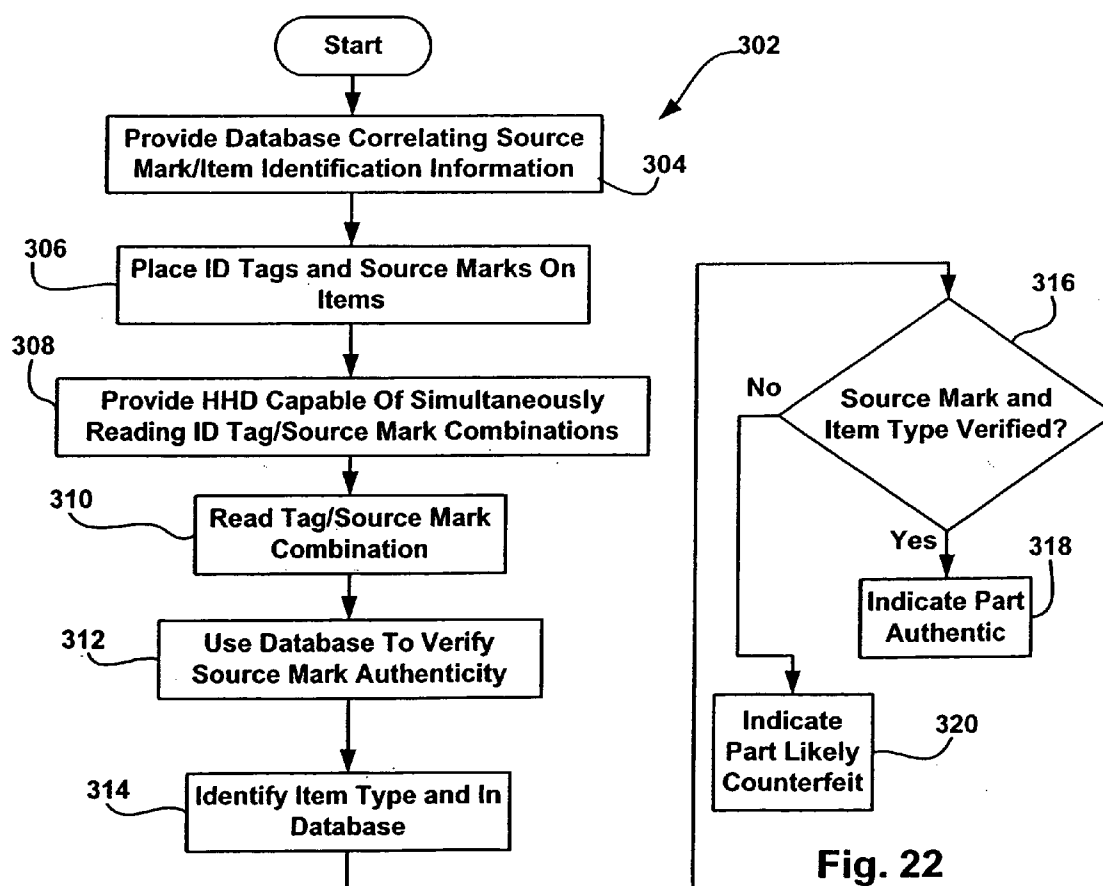 Start
302
Provide Database Correlating Source
Mark/Item Identification Information
304
306
Place ID Tags and Source Marks On
Items
308
Provide HHD Capable Of Simultaneously
Reading ID Tag/Source Mark Combinations
310
Read Tag/Source Mark
Combination
312
Use Database To Verify
Source Mark Authenticity
314
Identify Item Type and In
Database
316
No
Source Mark and
Item Type Verified?
Yes
318
Indicate Part
Authentic
Indicate
Part Likely
Counterfeit
320
Fig. 22